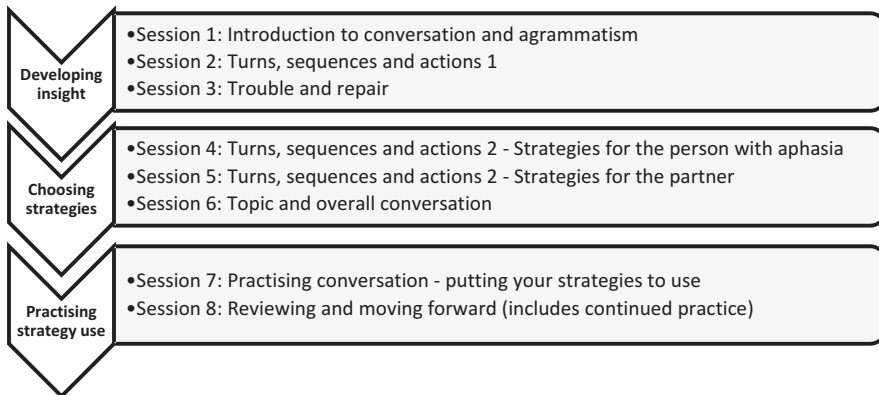 Developing
insight
•Session 1: Introduction to conversation and agrammatism
•Session 2: Turns, sequences and actions 1
•Session 3: Trouble and repair
Choosing
strategies
•Session 4: Turns, sequences and actions 2 - Strategies for the person with aphasia
•Session 5: Turns, sequences and actions 2 - Strategies for the partner
•Session 6: Topic and overall conversation
Practising
strategy use
•Session 7: Practising conversation - putting your strategies to use
•Session 8: Reviewing and moving forward (includes continued practice)